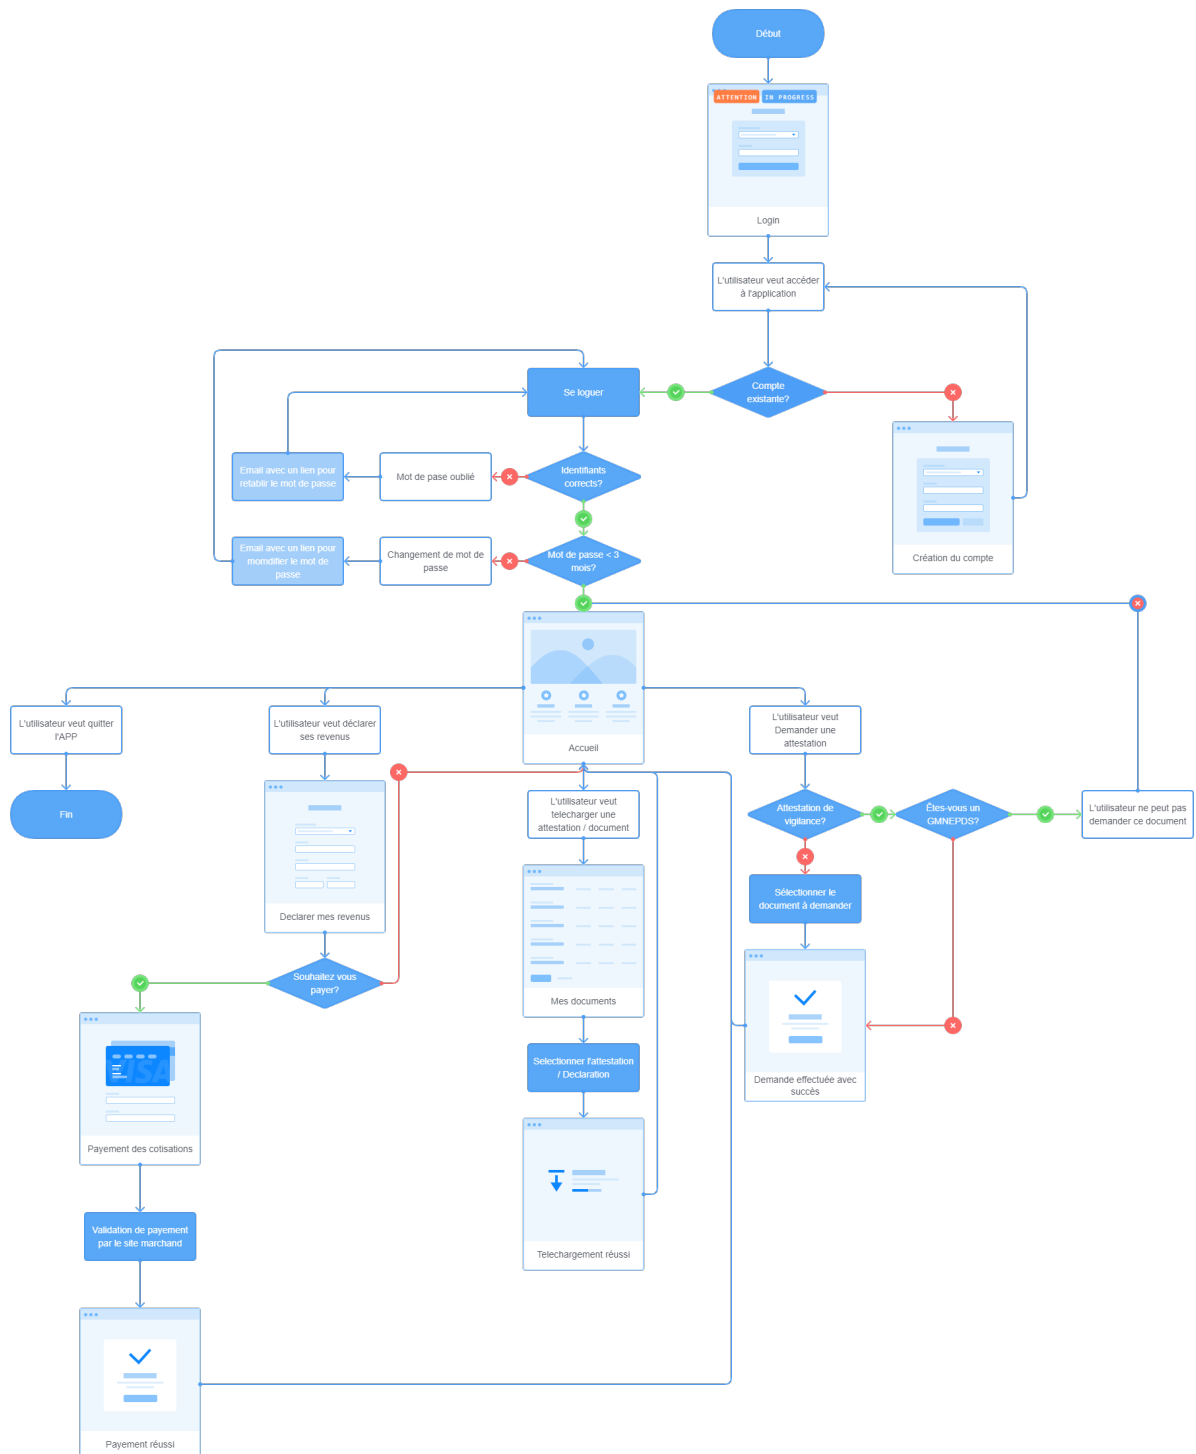 Début
ATTENTION
IN PROGRESS
Login
L'utilisateur veut accéder
à l'application
Se loguer
Compte
existante?
Email avec un lien pour
retablir le mot de passe
Mot de pase oublié
Identifiants
corrects?
Création du compte
Email avec un lien pour
momdifier le mot de
passe
Changement de mot de
passe
Mot de passe < 3
mois?
L'utilisateur veut quitter
l'APP
L'utilisateur veut déclarer
ses revenus
Accueil
L'utilisateur veut
Demander une
attestation
Fin
L'utilisateur veut
telecharger une
attestation / document
Attestation de
vigilance?
Êles-vous un
GMNEPDS?
L'utilisateur ne peut pas
demander ce document
Declarer mes revenus
Sélectionner le
document à demander
Souhaitez vous
payer?
Mes documents
VISA
Selectionner l'attestation
/ Declaration
Demande effectuée avec
succès
Payement des cotisations
Validation de payement
par le site marchand
Telechargement réussi
Payement réussi